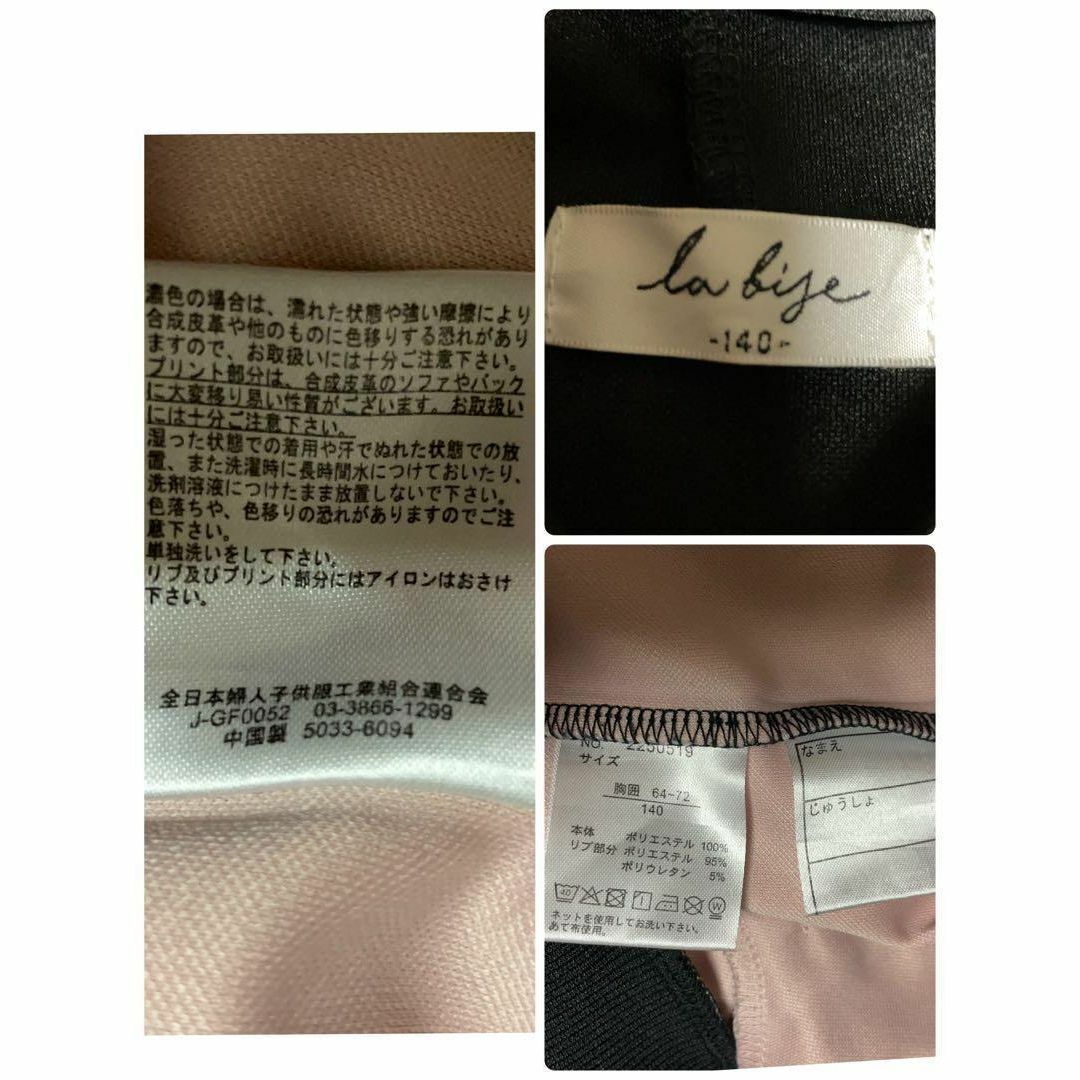 濃色の場合は、濡れた状態や強い摩擦により
合成皮革や他のものに色移りする恐れがあり
ますので、お取扱いには十分ご注意下さい。
プリント部分は、合成皮革のソファやバック
に大変移り易い性質がございます。お取扱い
には十分ご注意下さい。
湿った状態での着用や汗でぬれた状態での放
置、また洗濯時に長時間水につけておいたり、
洗剤溶液につけたまま放置しないで下さい。
色落ちや、色移りの恐れがありますのでご注
意下さい。
単独洗いをして下さい。
リブ及びプリント部分にはアイロンはおさけ
下さい。
全日本婦人子供服工業組合連合会
J-GF0052 03-3866-1299
中国製 5033-6094
la bise
-140-
No. 2230519
サイズ
胸囲 64~72
140
本体 ポリエステル 100%
リブ部分 ポリエステル 95%
ポリウレタン 5%
40 W
ネットを使用してお洗い下さい。
あて布使用。
なまえ
じゅうしょ